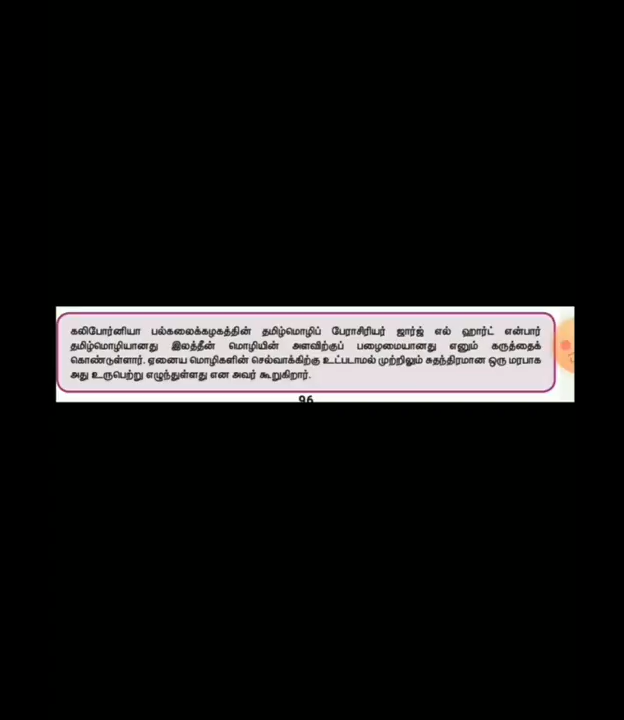 கலிபோர்னியா பல்கலைக்கழகத்தின் தமிழ்மொழிப் பேராசிரியர் ஜார்ஜ் எல் ஹார்ட் என்பார்
தமிழ்மொழியானது இலத்தீன் மொழியின் அளவிற்குப் பழைமையானது எனும் கருத்தைக்
கொண்டுள்ளார். ஏனைய மொழிகளின் செல்வாக்கிற்கு உட்படாமல் முற்றிலும் சுதந்திரமான ஒரு மரபாக
அது உருபெற்று எழுந்துள்ளது என அவர் கூறுகிறார்.
96